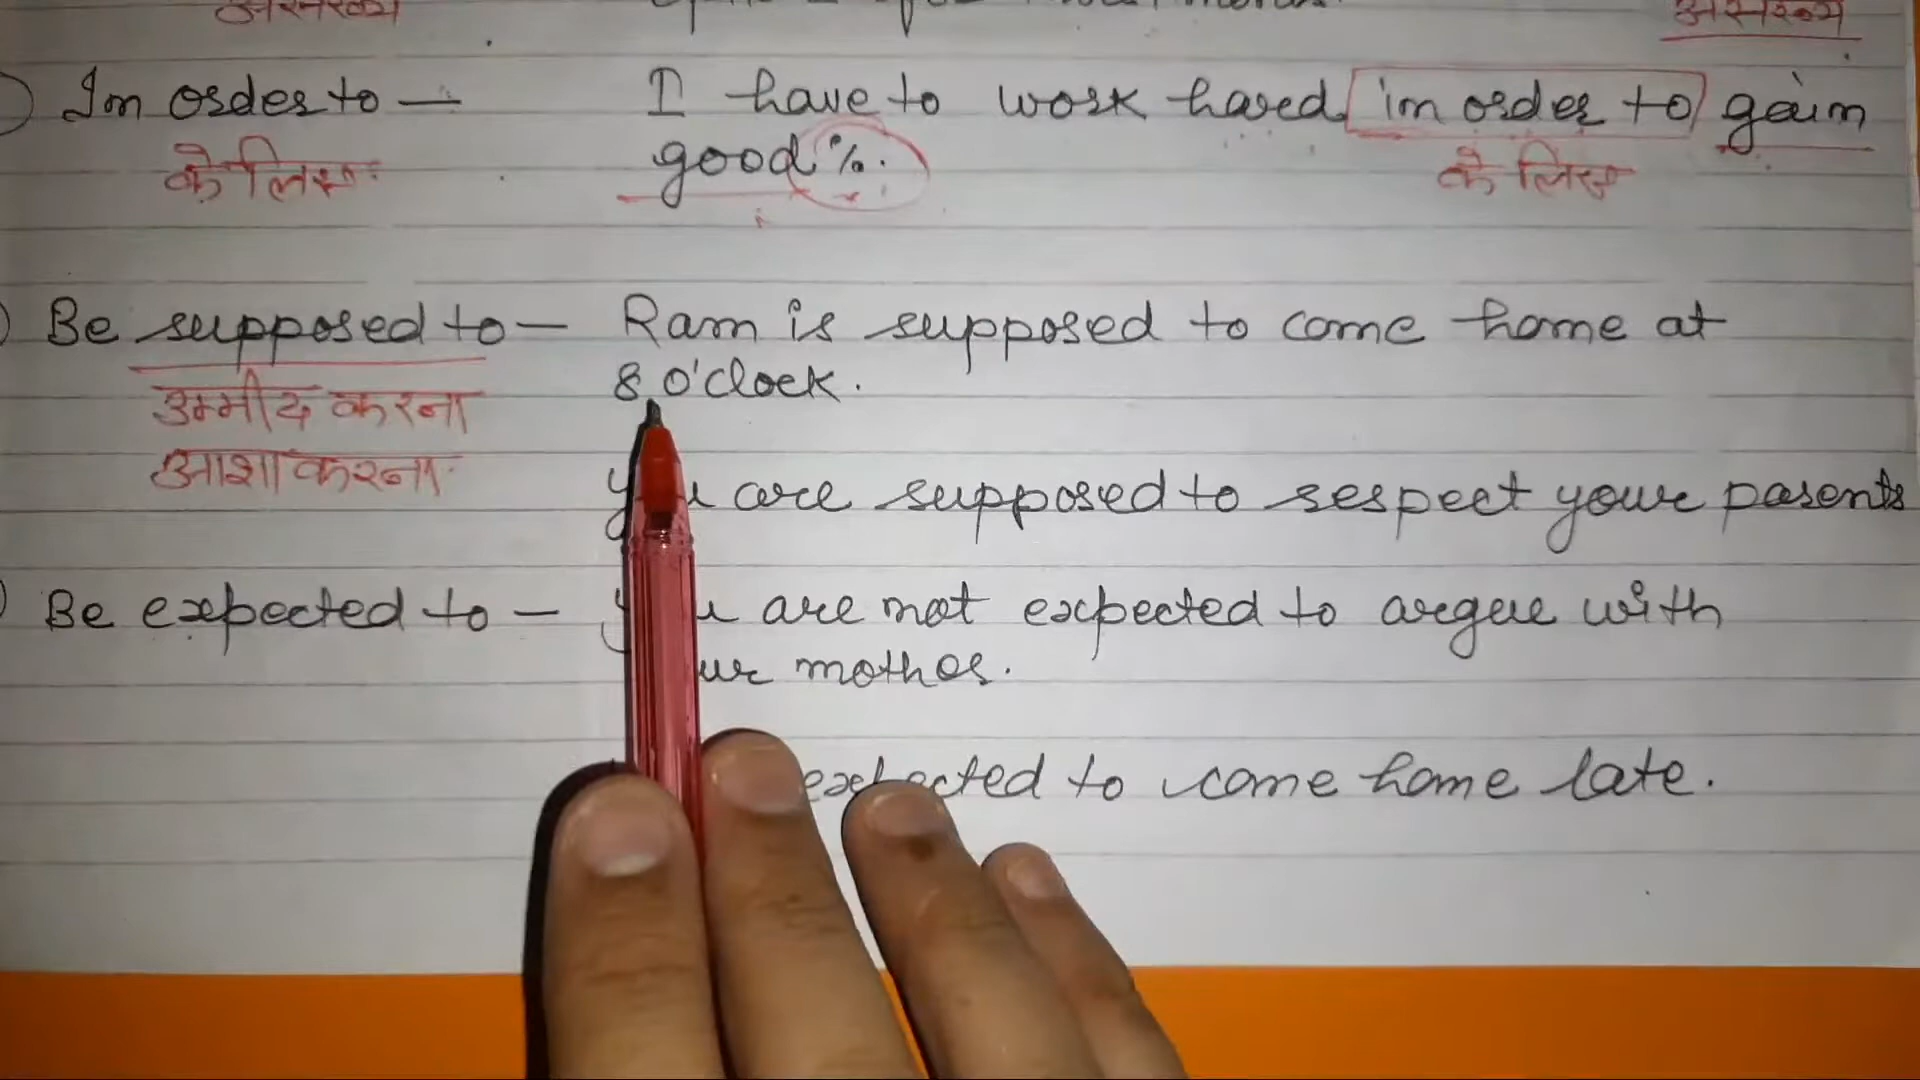 In order to — I have to work hard in order to gain
के लिए good %. के लिए
Be supposed to — Ram is supposed to come home at
8 o'clock.
उम्मीद करना
आशा करना
are supposed to respect your parents
Be expected to — are not expected to argue with
mother.
expected to come home late.